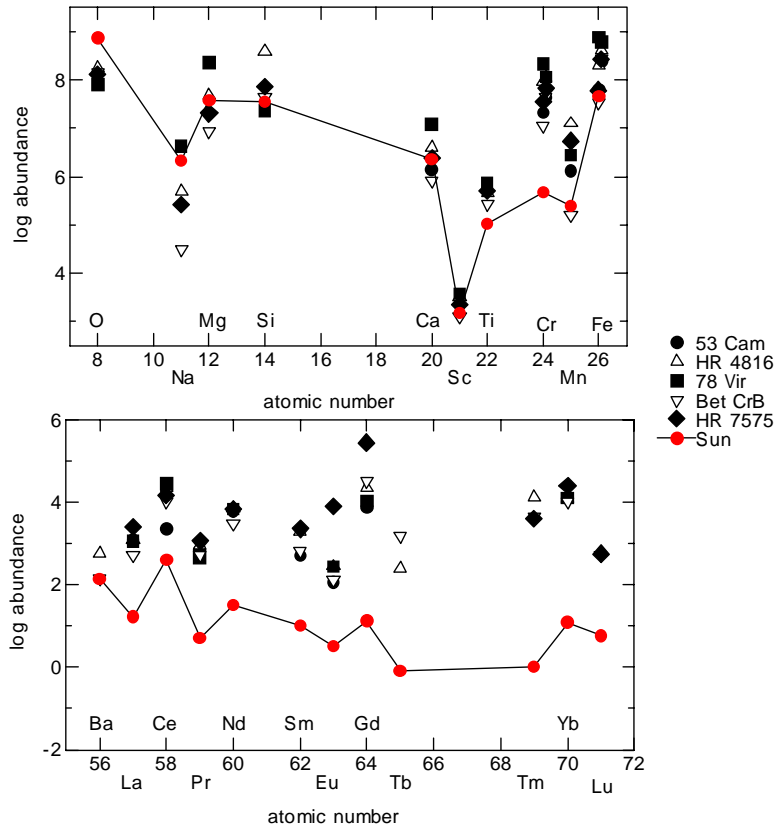 8
6
4
log abundance
O
Mg
Si
Ca
Ti
Cr
Fe
8
10
12
14
16
18
20
22
24
26
Na
Sc
Mn
atomic number
53 Cam
HR 4816
78 Vir
Bet CrB
HR 7575
Sun
6
4
2
0
-2
log abundance
Ba
Ce
Nd
Sm
Gd
Yb
56
58
60
62
64
66
68
70
72
La
Pr
Eu
Tb
Tm
Lu
atomic number